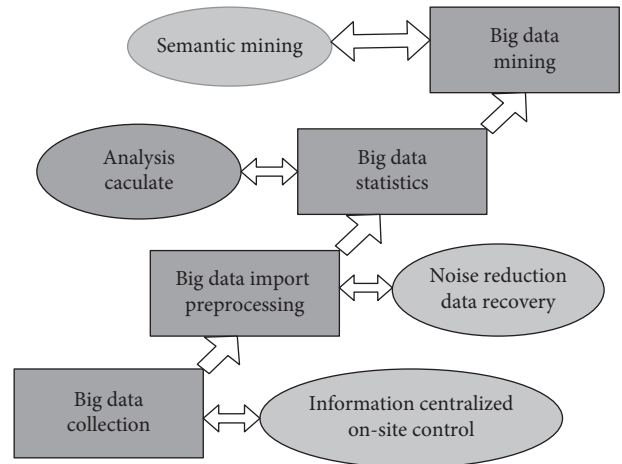 Semantic mining
Big data
mining
Analysis
caculate
Big data
statistics
Big data import
preprocessing
Noise reduction
data recovery
Big data
collection
Information centralized
on-site control